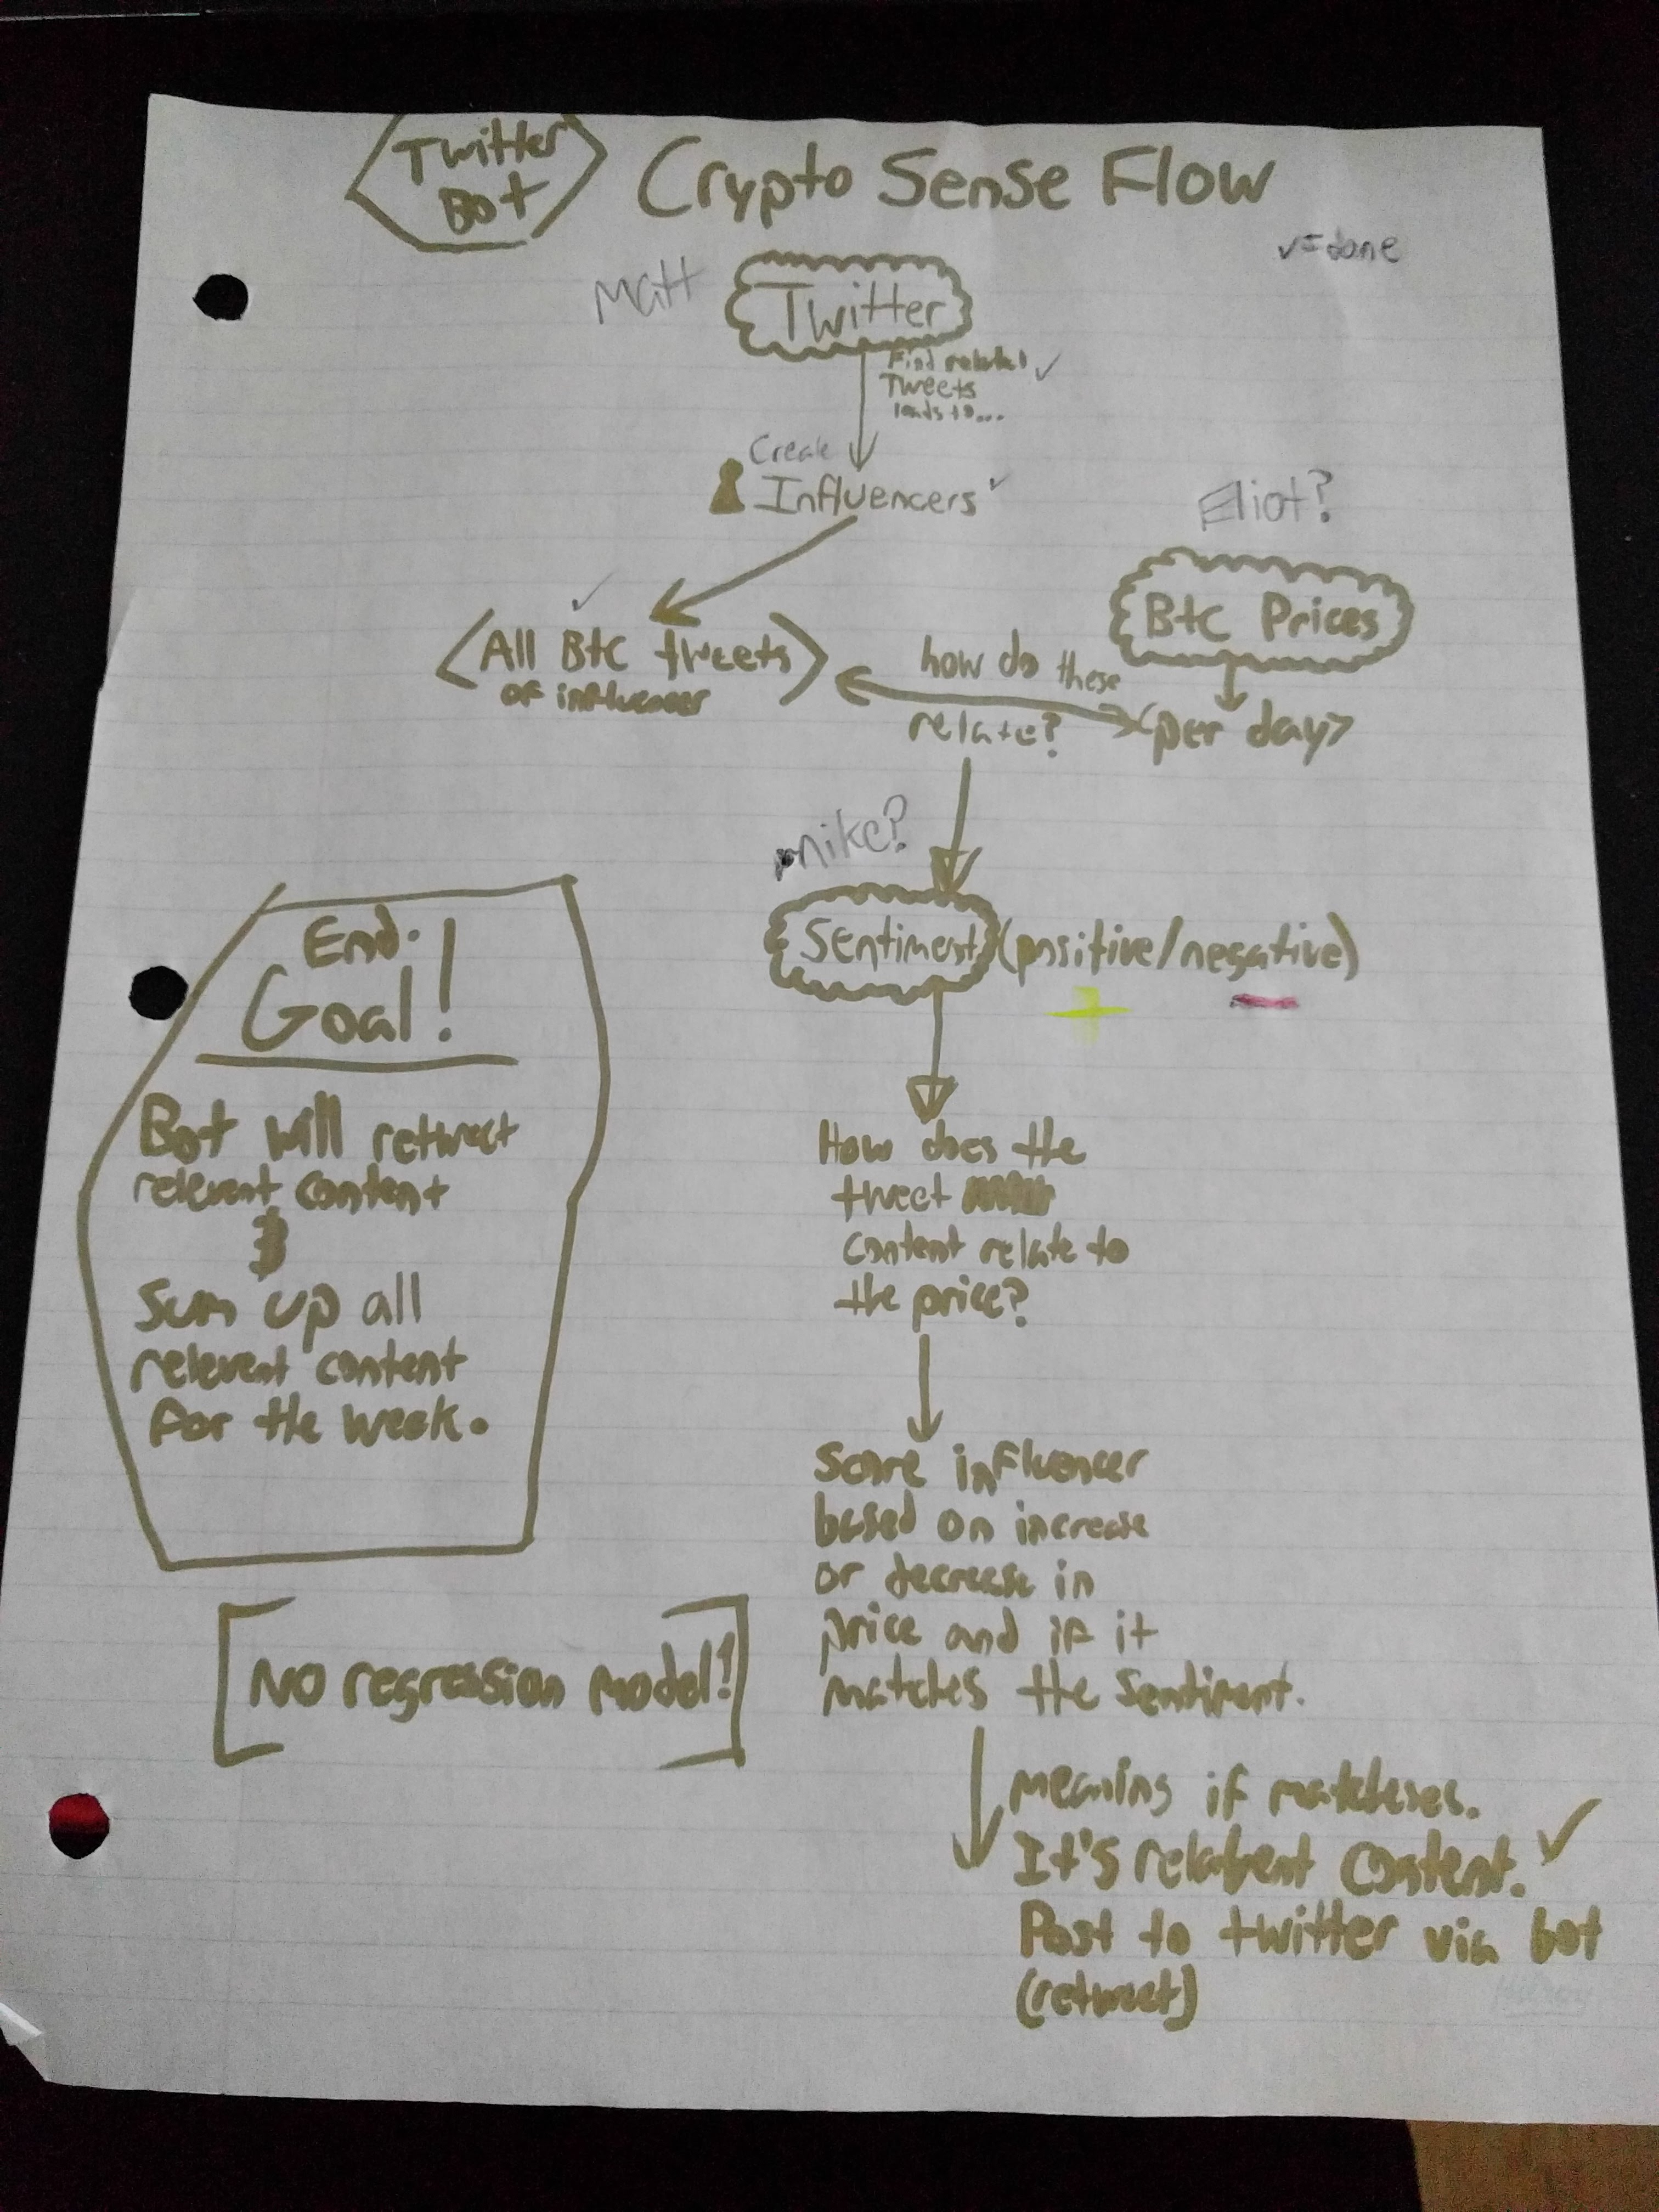 Twitter
Bot
Crypto Sense Flow
✓=done
Matt
Twitter
Find related ✓
Tweets
leads to...
Create
Influencers ✓
Eliot?
Btc Prices
✓
<All Btc tweets>
of influencer
how do these
relate?
<per day>
mike?
Sentiment (positive/negative)
+ -
End
Goal!
Bot will retweet
relevent content
Sum up all
relevent content
for the week.
How does the
tweet
content relate to
the price?
Score influencer
based on increase
or decrease in
price and if it
matches the sentiment.
[No regression model!]
meaning if
It's content. ✓
Post to twitter via bot
(retweet)